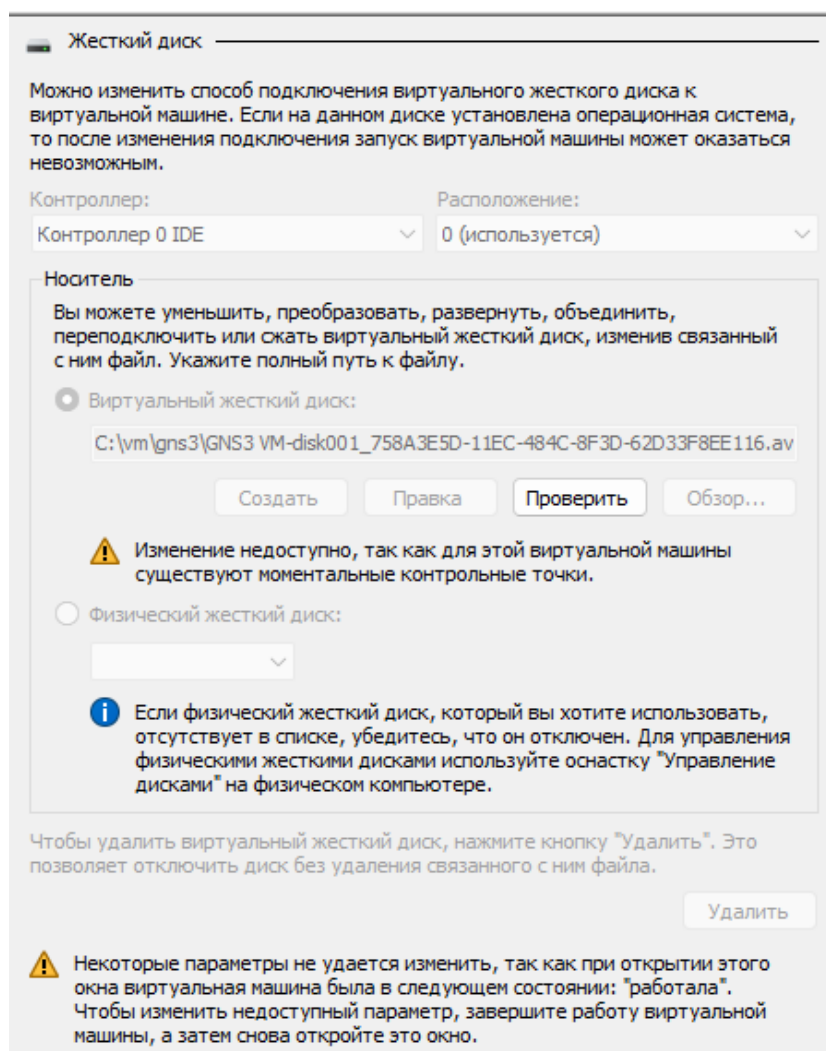 Жесткий диск
Можно изменить способ подключения виртуального жесткого диска к
виртуальной машине. Если на данном диске установлена операционная система,
то после изменения подключения запуск виртуальной машины может оказаться
невозможным.
Контроллер: Расположение:
Контроллер 0 IDE 0 (используется)
Носитель
Вы можете уменьшить, преобразовать, развернуть, объединить,
переподключить или сжать виртуальный жесткий диск, изменив связанный
с ним файл. Укажите полный путь к файлу.
Виртуальный жесткий диск:
C:\vm\gns3\GNS3 VM-disk001_758A3E5D-11EC-484C-8F3D-62D33F8EE116.av
Создать Правка Проверить Обзор...
Изменение недоступно, так как для этой виртуальной машины
существуют моментальные контрольные точки.
Физический жесткий диск:
Если физический жесткий диск, который вы хотите использовать,
отсутствует в списке, убедитесь, что он отключен. Для управления
физическими жесткими дисками используйте оснастку "Управление
дисками" на физическом компьютере.
Чтобы удалить виртуальный жесткий диск, нажмите кнопку "Удалить". Это
позволяет отключить диск без удаления связанного с ним файла.
Удалить
Некоторые параметры не удается изменить, так как при открытии этого
окна виртуальная машина была в следующем состоянии: "работала".
Чтобы изменить недоступный параметр, завершите работу виртуальной
машины, а затем снова откройте это окно.